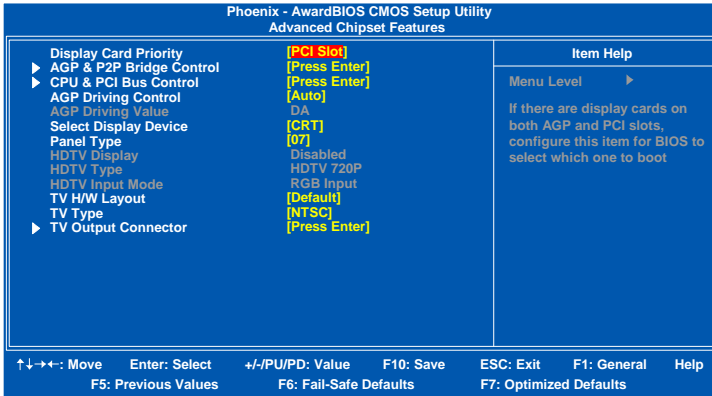 Phoenix - AwardBIOS CMOS Setup Utility
Advanced Chipset Features
Display Card Priority [PCI Slot]
AGP & P2P Bridge Control [Press Enter]
CPU & PCI Bus Control [Press Enter]
AGP Driving Control [Auto]
AGP Driving Value DA
Select Display Device [CRT]
Panel Type [07]
HDTV Display Disabled
HDTV Type HDTV 720P
HDTV Input Mode RGB Input
TV H/W Layout [Default]
TV Type [NTSC]
TV Output Connector [Press Enter]
Item Help
Menu Level
If there are display cards on
both AGP and PCI slots,
configure this item for BIOS to
select which one to boot
↑↓→←: Move Enter: Select +/-/PU/PD: Value F10: Save ESC: Exit F1: General Help
F5: Previous Values F6: Fail-Safe Defaults F7: Optimized Defaults